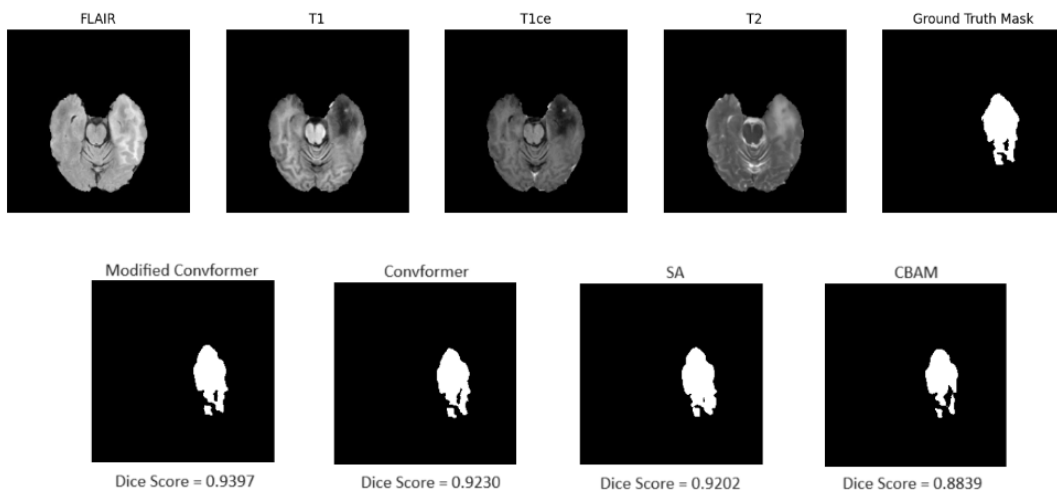 FLAIR
T1
T1ce
T2
Ground Truth Mask
Modified Convformer
Convformer
SA
CBAM
Dice Score = 0.9397
Dice Score = 0.9230
Dice Score = 0.9202
Dice Score = 0.8839